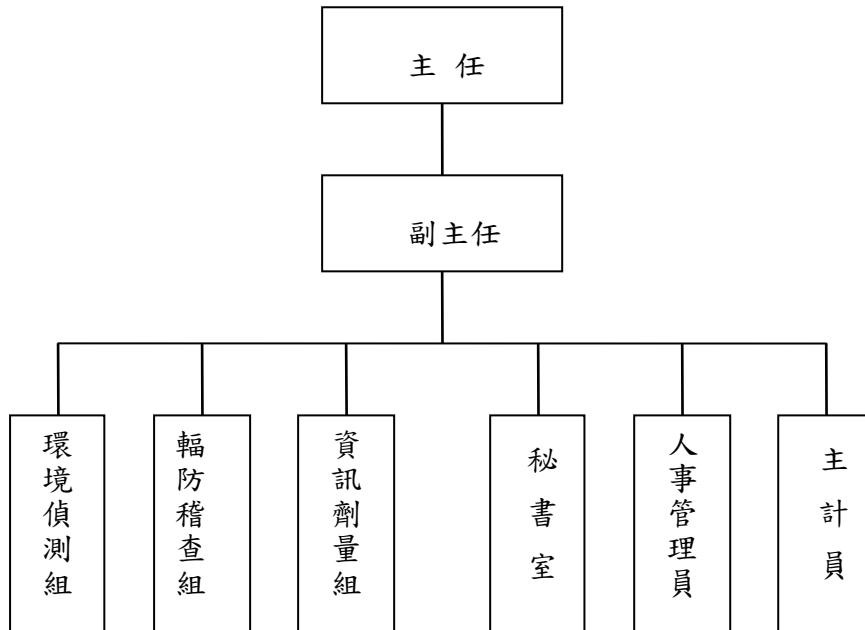 主 任
副主任
環境偵測組
輻防稽查組
資訊劑量組
秘書室
人事管理員
主計員